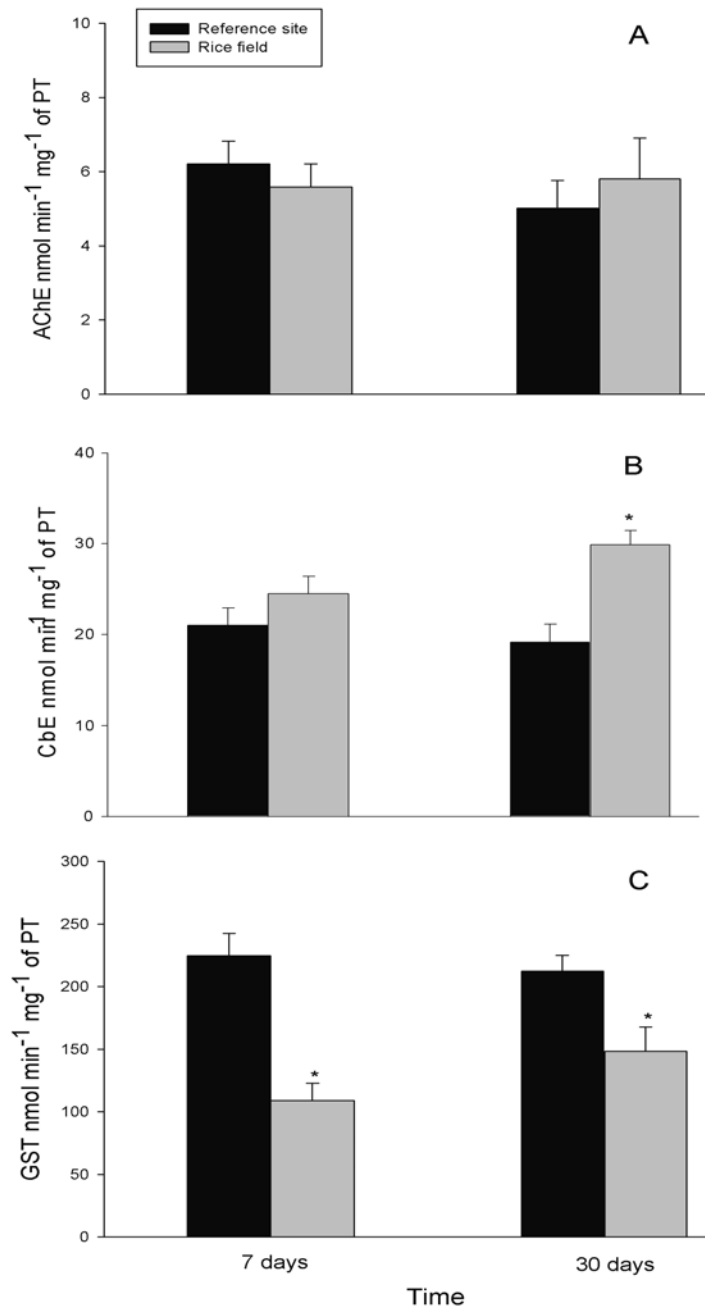 Reference site
Rice field
A
10
8
6
4
2
0
AChE nmol min⁻¹ mg⁻¹ of PT
B
*
40
30
20
10
0
CbE nmol min⁻¹ mg⁻¹ of PT
C
*
*
300
250
200
150
100
50
0
GST nmol min⁻¹ mg⁻¹ of PT
7 days
30 days
Time